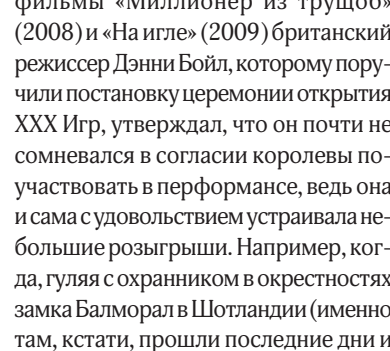 фильмы «Миллионер из трущоб»
(2008) и «На игле» (2009) британский
режиссер Дэнни Бойл, которому пору-
чили постановку церемонии открытия
XXX Игр, утверждал, что он почти не
сомневался в согласии королевы по-
участвовать в перформансе, ведь она
и сама с удовольствием устраивала не-
большие розыгрыши. Например, ког-
да, гуляя с охранником в окрестностях
замка Балморал в Шотландии (именно
там, кстати, прошли последние дни и